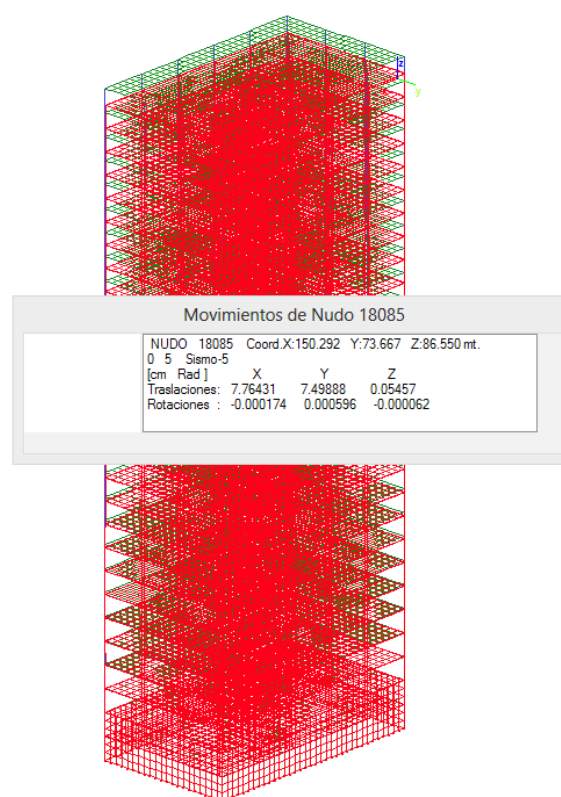 z
y
Movimientos de Nudo 18085
NUDO 18085 Coord.X:150.292 Y:73.667 Z:86.550 mt.
0 5 Sismo-5
[cm Rad ] X Y Z
Traslaciones: 7.76431 7.49888 0.05457
Rotaciones : -0.000174 0.000596 -0.000062